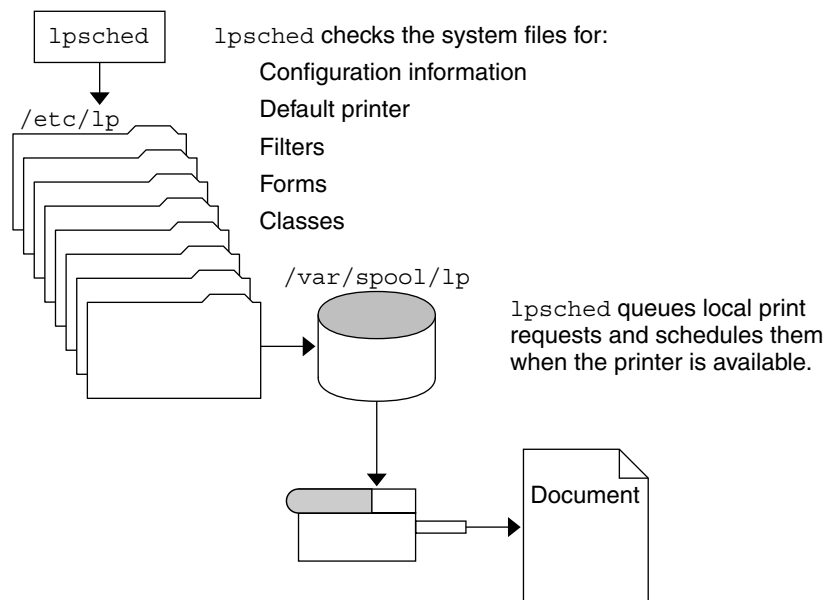 lpsched
lpsched checks the system files for:
Configuration information
/etc/lp
Default printer
Filters
Forms
Classes
/var/spool/lp
lpsched queues local print
requests and schedules them
when the printer is available.
Document